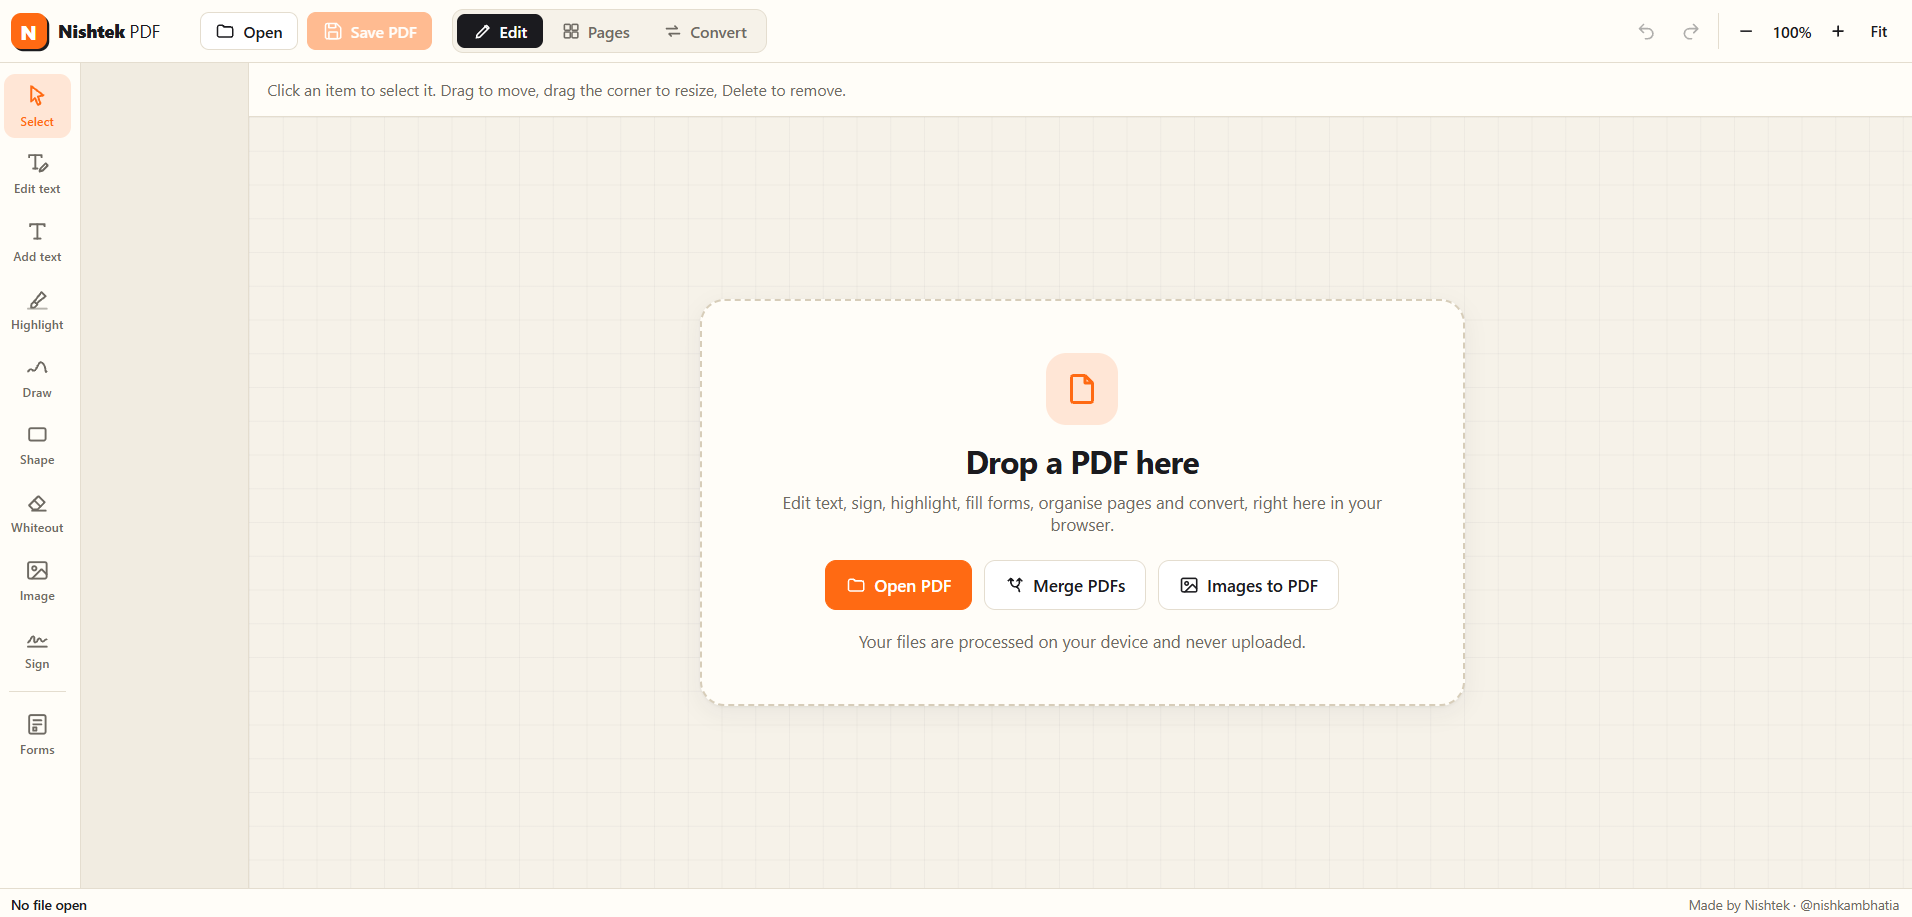 N Nishtek PDF
Open
Save PDF
Edit
Pages
Convert
100%
Fit
Select
Edit text
Add text
Highlight
Draw
Shape
Whiteout
Image
Sign
Forms
Click an item to select it. Drag to move, drag the corner to resize, Delete to remove.
Drop a PDF here
Edit text, sign, highlight, fill forms, organise pages and convert, right here in your
browser.
Open PDF
Merge PDFs
Images to PDF
Your files are processed on your device and never uploaded.
No file open
Made by Nishtek · @nishkambhatia